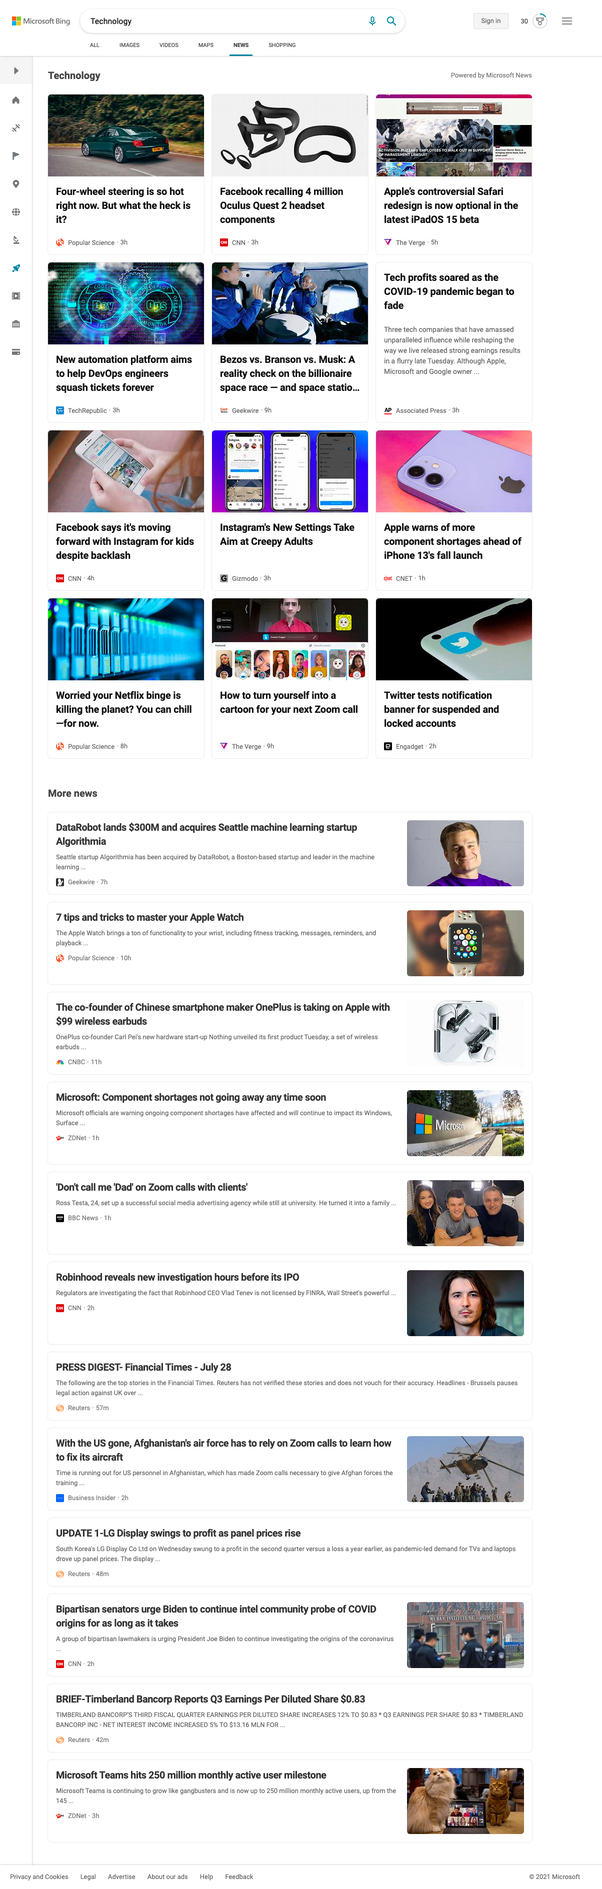 Microsoft Bing
Technology
Sign in
30
ALL
IMAGES
VIDEOS
MAPS
NEWS
SHOPPING
Technology
Powered by Microsoft News
Four-wheel steering is so hot
right now. But what the heck is
it?
Popular Science · 3h
Facebook recalling 4 million
Oculus Quest 2 headset
components
CNN · 3h
Apple's controversial Safari
redesign is now optional in the
latest iPadOS 15 beta
The Verge · 5h
Dev
Ops
New automation platform aims
to help DevOps engineers
squash tickets forever
TechRepublic · 3h
Bezos vs. Branson vs. Musk: A
reality check on the billionaire
space race — and space statio...
Geekwire · 9h
Tech profits soared as the
COVID-19 pandemic began to
fade
Three tech companies that have amassed
unparalleled influence while reshaping the
way we live released strong earnings results
in a flurry late Tuesday. Although Apple,
Microsoft and Google owner ...
AP
Associated Press · 3h
Facebook says it's moving
forward with Instagram for kids
despite backlash
CNN · 4h
Instagram's New Settings Take
Aim at Creepy Adults
Gizmodo · 3h
Apple warns of more
component shortages ahead of
iPhone 13's fall launch
CNET · 1h
Worried your Netflix binge is
killing the planet? You can chill
—for now.
Popular Science · 8h
How to turn yourself into a
cartoon for your next Zoom call
The Verge · 9h
Twitter tests notification
banner for suspended and
locked accounts
Engadget · 2h
More news
DataRobot lands $300M and acquires Seattle machine learning startup
Algorithmia
Seattle startup Algorithmia has been acquired by DataRobot, a Boston-based startup and leader in the machine
learning ...
Geekwire · 7h
7 tips and tricks to master your Apple Watch
The Apple Watch brings a ton of functionality to your wrist, including fitness tracking, messages, reminders, and
playback ...
Popular Science · 10h
The co-founder of Chinese smartphone maker OnePlus is taking on Apple with
$99 wireless earbuds
OnePlus co-founder Carl Pei's new hardware start-up Nothing unveiled its first product Tuesday, a set of wireless
earbuds ...
CNBC · 11h
Microsoft: Component shortages not going away any time soon
Microsoft officials are warning ongoing component shortages have affected and will continue to impact its Windows,
Surface ...
ZDNet · 1h
Microsoft
'Don't call me 'Dad' on Zoom calls with clients'
Ross Testa, 24, set up a successful social media advertising agency while still at university. He turned it into a family ...
BBC News · 1h
Robinhood reveals new investigation hours before its IPO
Regulators are investigating the fact that Robinhood CEO Vlad Tenev is not licensed by FINRA, Wall Street's powerful ...
CNN · 2h
PRESS DIGEST- Financial Times - July 28
The following are the top stories in the Financial Times. Reuters has not verified these stories and does not vouch for their accuracy. Headlines - Brussels pauses
legal action against UK over ...
Reuters · 57m
With the US gone, Afghanistan's air force has to rely on Zoom calls to learn how
to fix its aircraft
Time is running out for US personnel in Afghanistan, which has made Zoom calls necessary to give Afghan forces the
training ...
Business Insider · 2h
UPDATE 1-LG Display swings to profit as panel prices rise
South Korea's LG Display Co Ltd on Wednesday swung to a profit in the second quarter versus a loss a year earlier, as pandemic-led demand for TVs and laptops
drove up panel prices. The display ...
Reuters · 48m
Bipartisan senators urge Biden to continue intel community probe of COVID
origins for as long as it takes
A group of bipartisan lawmakers is urging President Joe Biden to continue investigating the origins of the coronavirus
...
CNN · 2h
BRIEF-Timberland Bancorp Reports Q3 Earnings Per Diluted Share $0.83
TIMBERLAND BANCORP'S THIRD FISCAL QUARTER EARNINGS PER DILUTED SHARE INCREASES 12% TO $0.83 * Q3 EARNINGS PER SHARE $0.83 * TIMBERLAND
BANCORP INC - NET INTEREST INCOME INCREASED 5% TO $13.16 MLN FOR ...
Reuters · 42m
Microsoft Teams hits 250 million monthly active user milestone
Microsoft Teams is continuing to grow like gangbusters and is now up to 250 million monthly active users, up from the
145 ...
ZDNet · 3h
Privacy and Cookies
Legal
Advertise
About our ads
Help
Feedback
© 2021 Microsoft